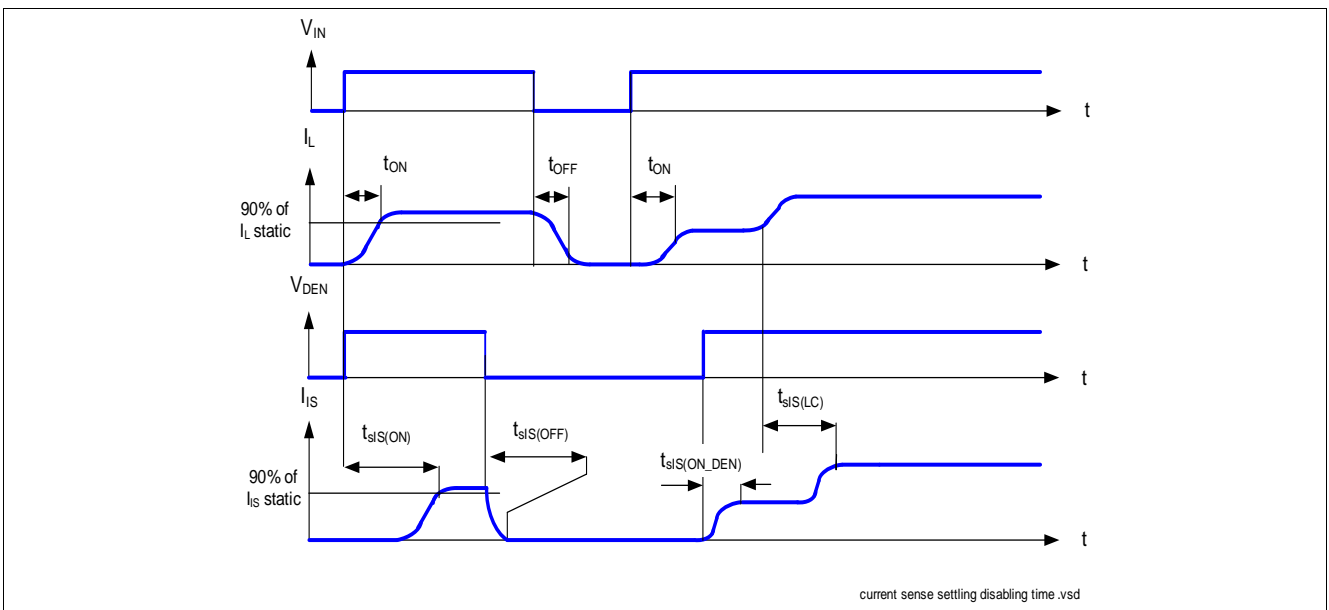 VIN
t
IL
tON
tOFF
tON
90% of
IL static
t
VDEN
t
IIS
tsIS(ON)
tsIS(OFF)
tsIS(LC)
tsIS(ON_DEN)
90% of
IIS static
t
current sense settling disabling time .vsd